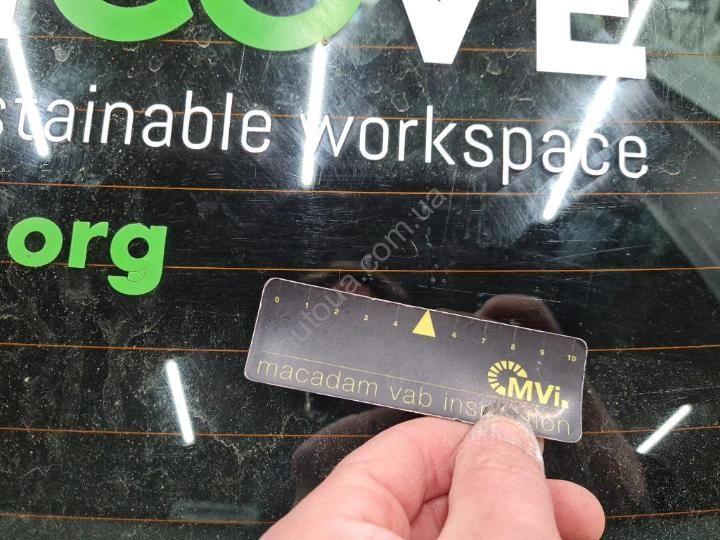 COVE
stainable workspace
org
0 1 2 3 4 6 7 8 9 10
MVi.
macadam vab inspection
autoua.com.ua